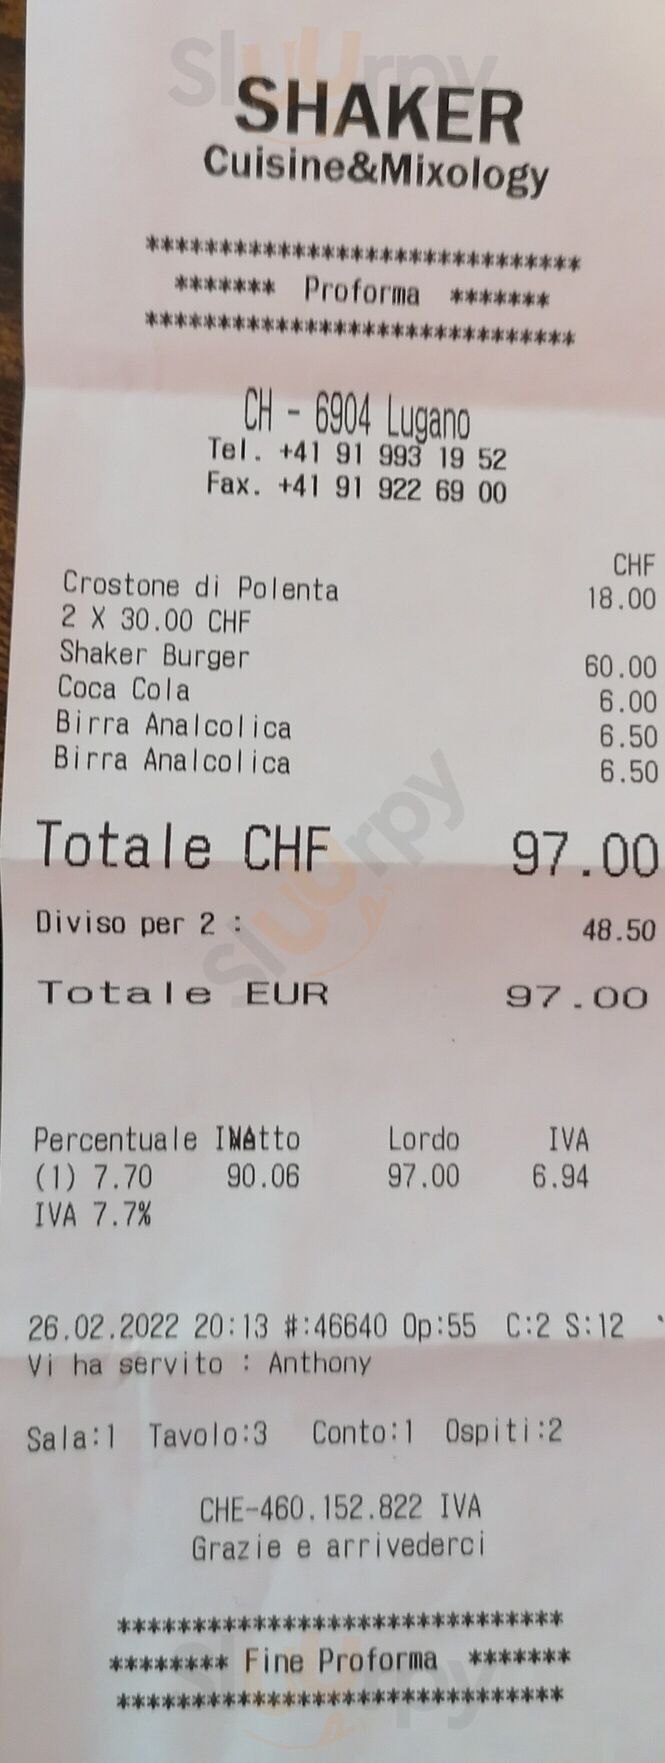 SHAKER
Cuisine&Mixology
******************************
******* Proforma *******
******************************
CH - 6904 Lugano
Tel. +41 91 993 19 52
Fax. +41 91 922 69 00
CHF
Crostone di Polenta 18.00
2 X 30.00 CHF
Shaker Burger 60.00
Coca Cola 6.00
Birra Analcolica 6.50
Birra Analcolica 6.50
Totale CHF 97.00
Diviso per 2 : 48.50
Totale EUR 97.00
Percentuale Lordo IVA
(1) 7.70 90.06 97.00 6.94
IVA 7.7%
26.02.2022 20:13 #:46640 Op:55 C:2 S:12
Vi ha servito : Anthony
Sala:1 Tavolo:3 Conto:1 Ospiti:2
CHE-460.152.822 IVA
Grazie e arrivederci
******************************
******** Fine Proforma *******
******************************
sluurpy
sluurpy
sluurpy